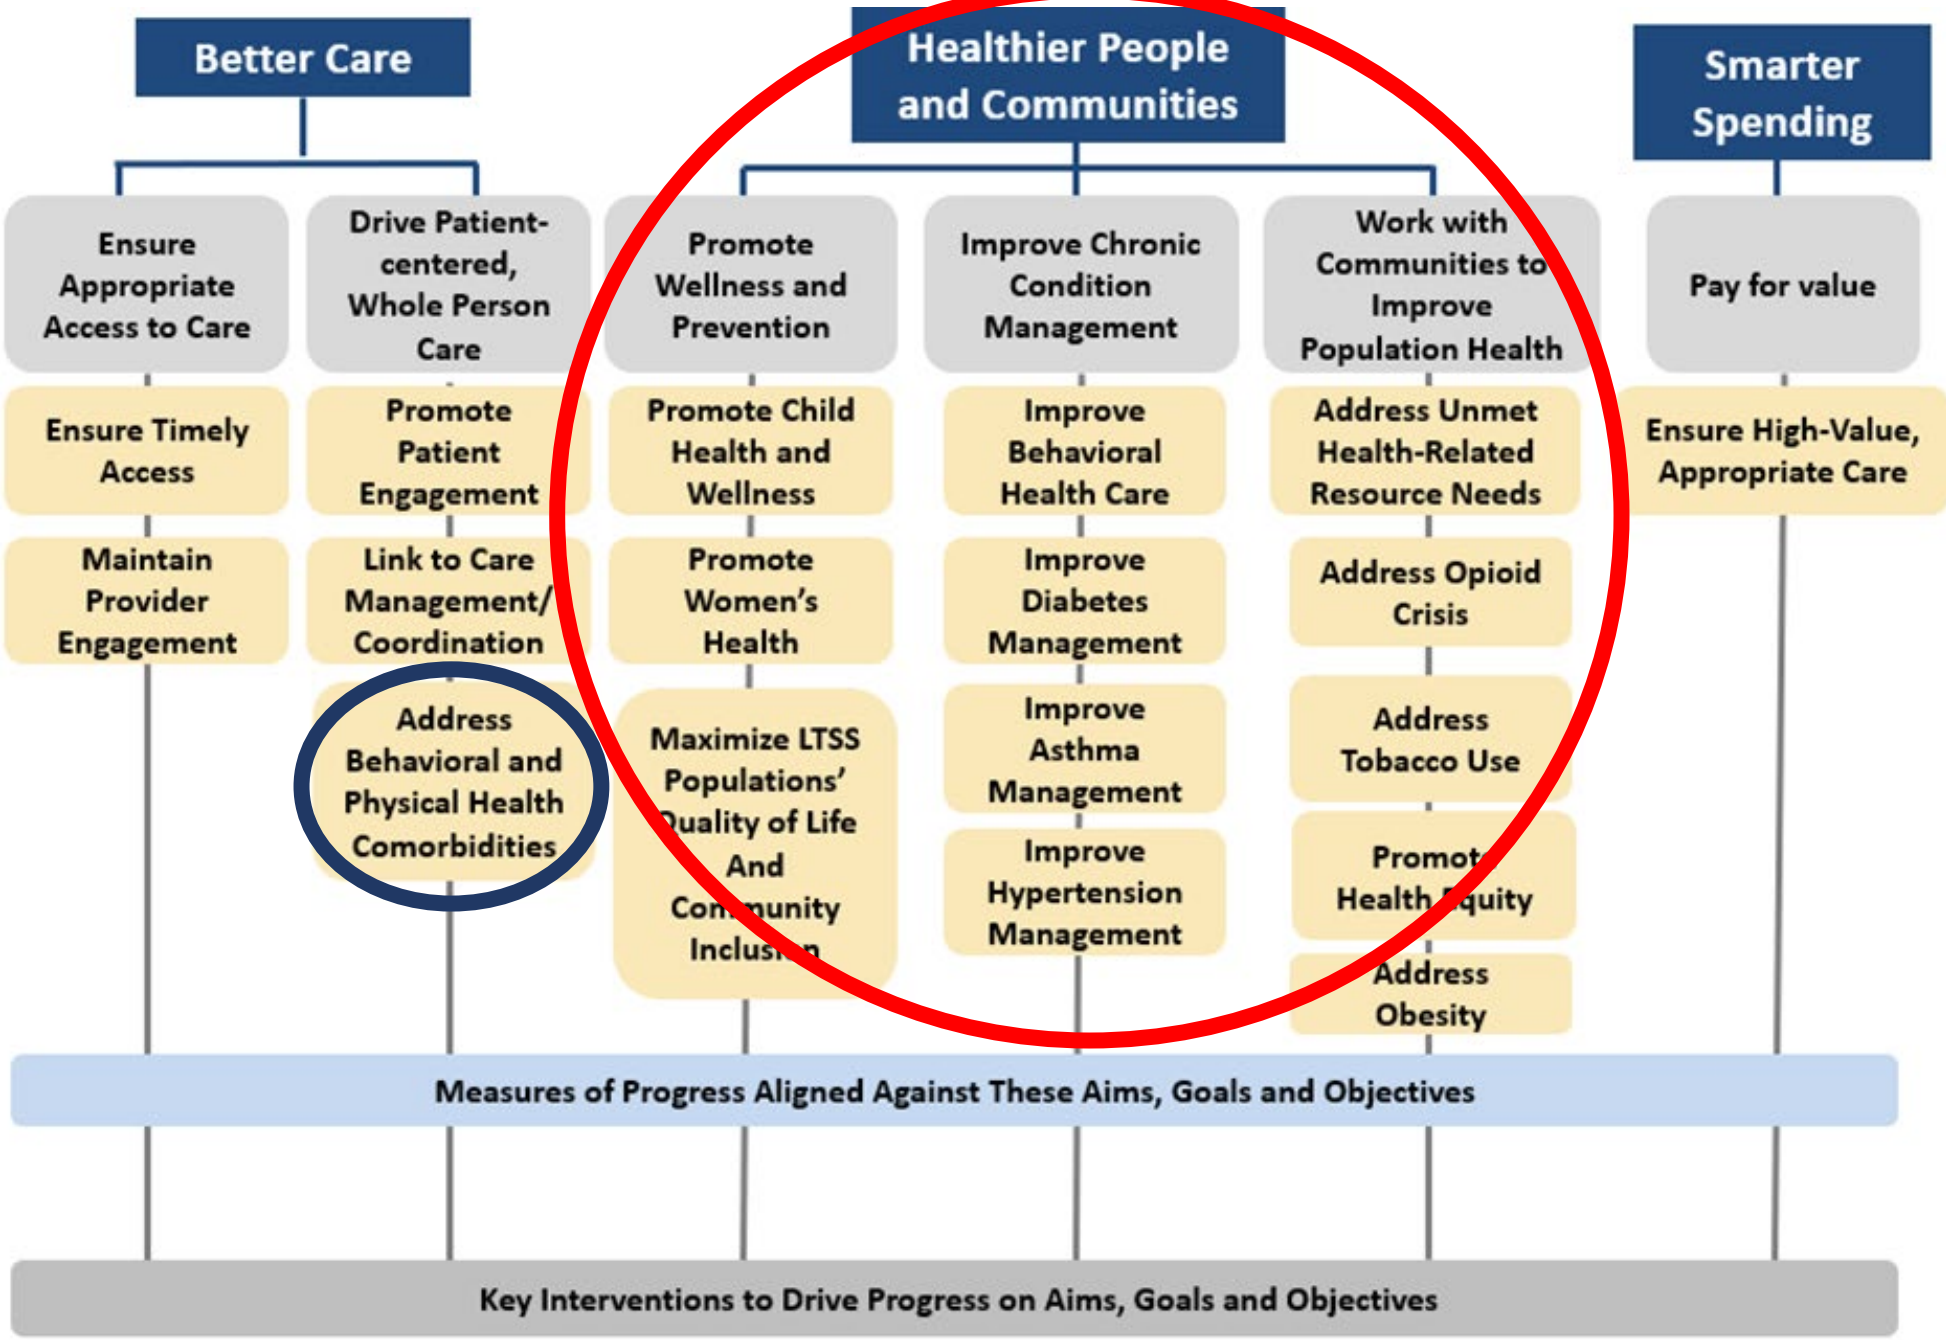 Better Care
Healthier People
and Communities
Smarter
Spending
Ensure
Appropriate
Access to Care
Drive Patient-
centered,
Whole Person
Care
Promote
Wellness and
Prevention
Improve Chronic
Condition
Management
Work with
Communities to
Improve
Population Health
Pay for value
Ensure Timely
Access
Maintain
Provider
Engagement
Promote
Patient
Engagement
Link to Care
Management/
Coordination
Address
Behavioral and
Physical Health
Comorbidities
Promote Child
Health and
Wellness
Promote
Women's
Health
Maximize LTSS
Populations'
Quality of Life
And
Community
Inclusion
Improve
Behavioral
Health Care
Improve
Diabetes
Management
Improve
Asthma
Management
Improve
Hypertension
Management
Address Unmet
Health-Related
Resource Needs
Address Opioid
Crisis
Address
Tobacco Use
Promote
Health Equity
Address
Obesity
Ensure High-Value,
Appropriate Care
Measures of Progress Aligned Against These Aims, Goals and Objectives
Key Interventions to Drive Progress on Aims, Goals and Objectives